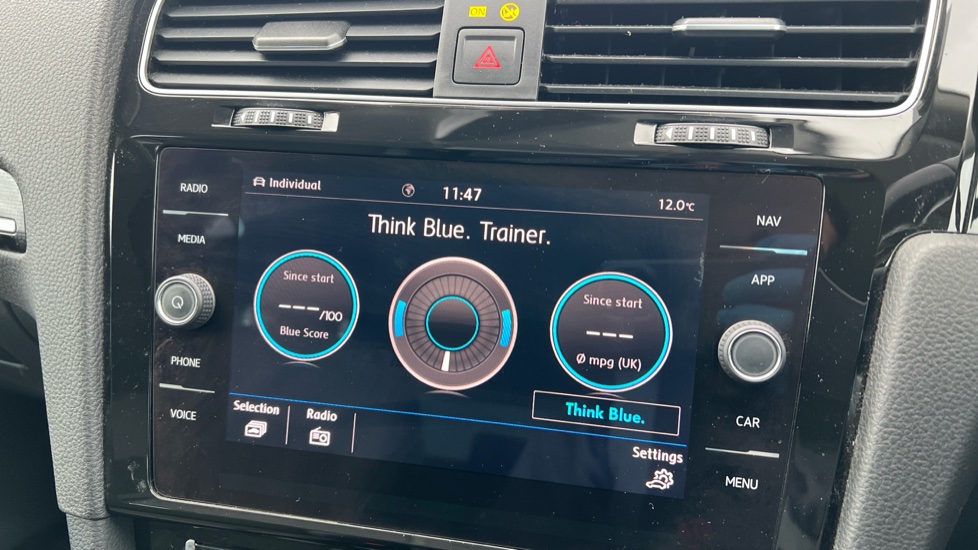 ON
RADIO
MEDIA
PHONE
VOICE
Individual
11:47
12.0°C
Think Blue. Trainer.
Since start
---/100
Blue Score
Since start
---
Ø mpg (UK)
Think Blue.
Selection
Radio
Settings
NAV
APP
CAR
MENU